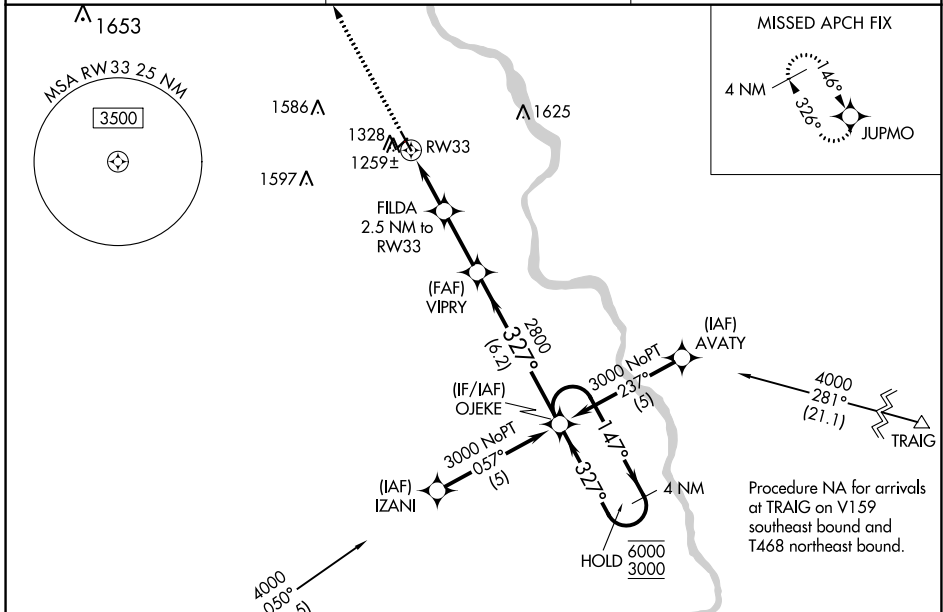 1653
MSA RW33 25 NM
3500
1586
1328
1259±
1597
1625
RW33
MISSED APCH FIX
4 NM
146°
326°
JUPMO
FILDA
2.5 NM to
RW33
(FAF)
VIPRY
2800
327°
(6.2)
(IAF)
AVATY
3000 NoPT
237°
(5)
4000
281°
(21.1)
TRAIG
(IF/IAF)
OJEKE
3000 NoPT
057°
(5)
(IAF)
IZANI
147°
327°
4 NM
HOLD
6000
3000
Procedure NA for arrivals
at TRAIG on V159
southeast bound and
T468 northeast bound.
4000
050°